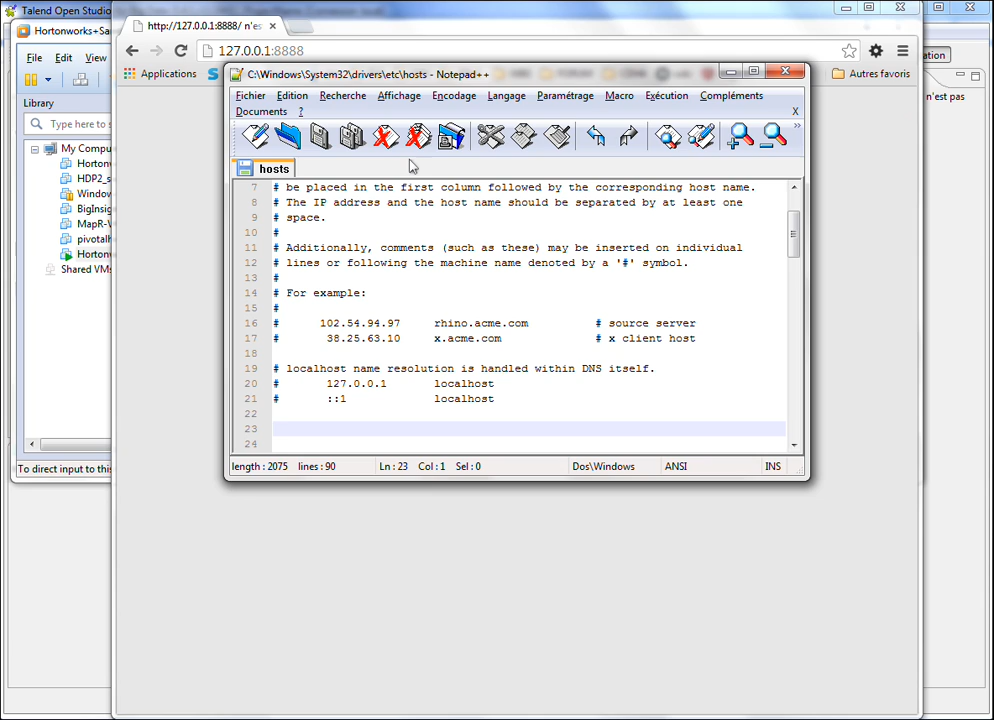 Talend Open Studio
Hortonworks+Sa
File Edit View
Library
Type here to s
My Compu
Horton
HDP2_s
Window
BigInsig
MapR-V
pivotalh
Horton
Shared VMs
To direct input to this
http://127.0.0.1:8888/ n'es
127.0.0.1:8888
Applications
Autres favoris
ation
n'est pas
C:\Windows\System32\drivers\etc\hosts - Notepad++
Fichier Edition Recherche Affichage Encodage Langage Paramétrage Macro Exécution Compléments
Documents ? X
hosts
7 # be placed in the first column followed by the corresponding host name.
8 # The IP address and the host name should be separated by at least one
9 # space.
10 #
11 # Additionally, comments (such as these) may be inserted on individual
12 # lines or following the machine name denoted by a '#' symbol.
13 #
14 # For example:
15 #
16 # 102.54.94.97 rhino.acme.com # source server
17 # 38.25.63.10 x.acme.com # x client host
18
19 # localhost name resolution is handled within DNS itself.
20 # 127.0.0.1 localhost
21 # ::1 localhost
22
23
24
length : 2075 lines : 90 Ln : 23 Col : 1 Sel : 0 Dos\Windows ANSI INS